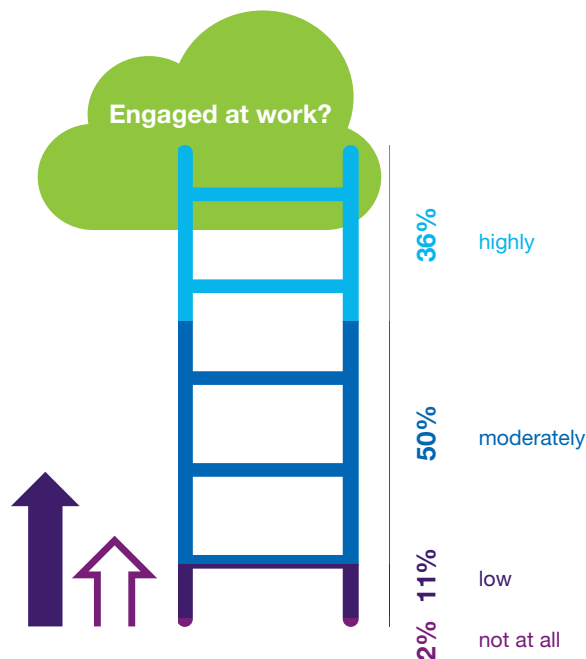 Engaged at work?
36% highly
50% moderately
11% low
2% not at all